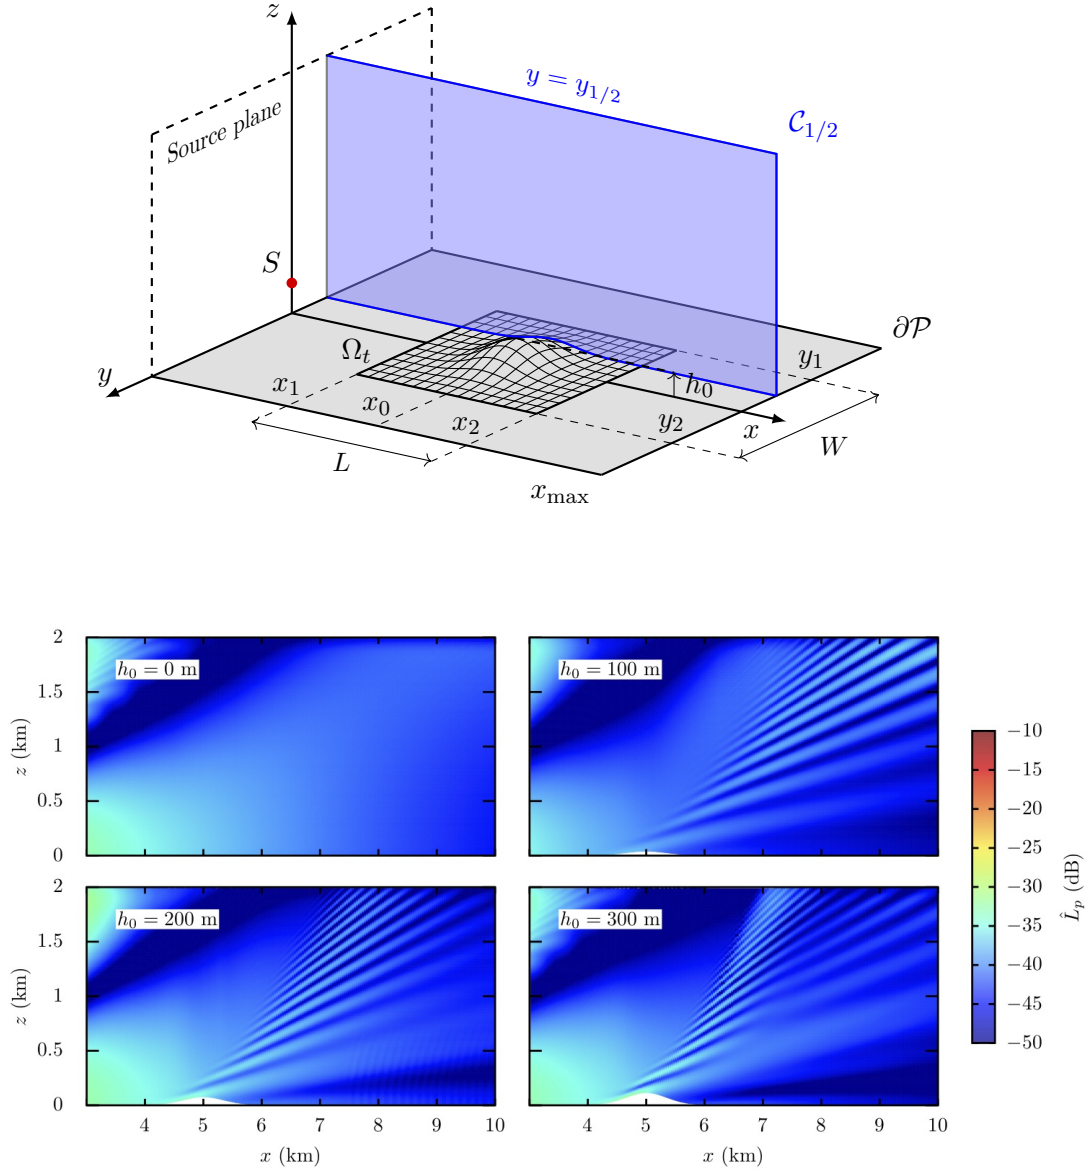 z
y = y₁/₂
𝒞₁/₂
Source plane
S
∂𝒫
Ωₜ
y₁
y
x₁
h₀
x₀
x₂
y₂
x
W
L
xmax
2
h₀ = 0 m
h₀ = 100 m
1.5
z (km)
1
0.5
0
2
h₀ = 200 m
h₀ = 300 m
1.5
z (km)
1
0.5
0
4 5 6 7 8 9 10
4 5 6 7 8 9 10
x (km)
x (km)
−10
−15
−20
−25
−30
−35
−40
−45
−50
L̂ₚ (dB)